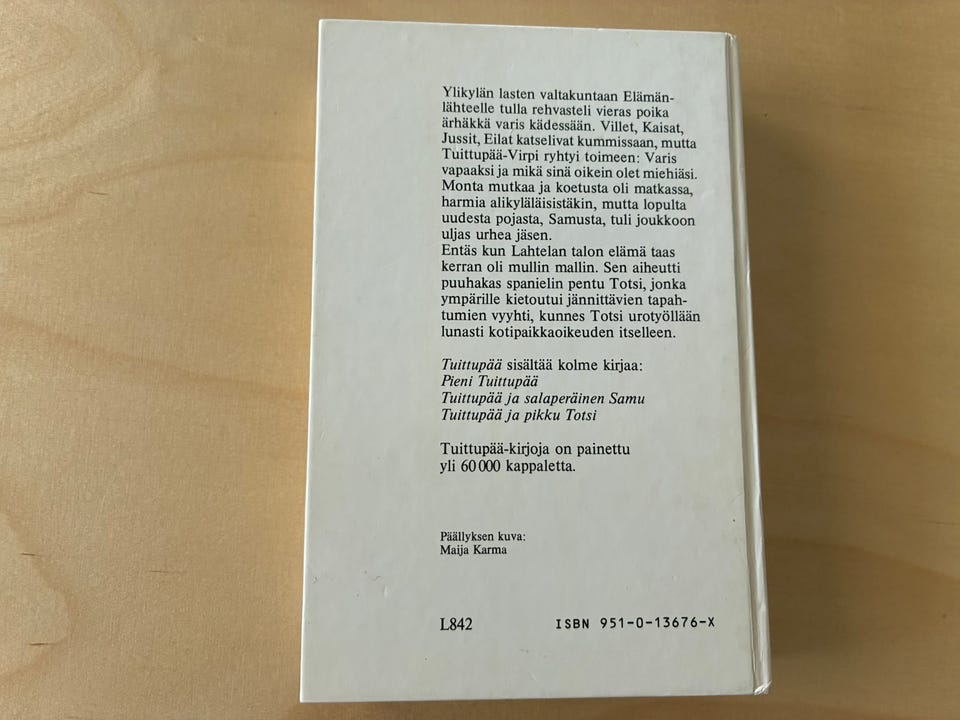 Ylikylän lasten valtakuntaan Elämän-
lähteelle tulla rehvasteli vieras poika
ärhäkkä varis kädessään. Villet, Kaisat,
Jussit, Eilat katselivat kummissaan, mutta
Tuittupää-Virpi ryhtyi toimeen: Varis
vapaaksi ja mikä sinä oikein olet miehiäsi.
Monta mutkaa ja koetusta oli matkassa,
harmia alikyläläisistäkin, mutta lopulta
uudesta pojasta, Samusta, tuli joukkoon
uljas urhea jäsen.
Entäs kun Lahtelan talon elämä taas
kerran oli mullin mallin. Sen aiheutti
puuhakas spanielin pentu Totsi, jonka
ympärille kietoutui jännittävien tapah-
tumien vyyhti, kunnes Totsi urotyöllään
lunasti kotipaikkaoikeuden itselleen.
Tuittupää sisältää kolme kirjaa:
Pieni Tuittupää
Tuittupää ja salaperäinen Samu
Tuittupää ja pikku Totsi
Tuittupää-kirjoja on painettu
yli 60 000 kappaletta.
Päällyksen kuva:
Maija Karma
L842 ISBN 951-0-13676-X